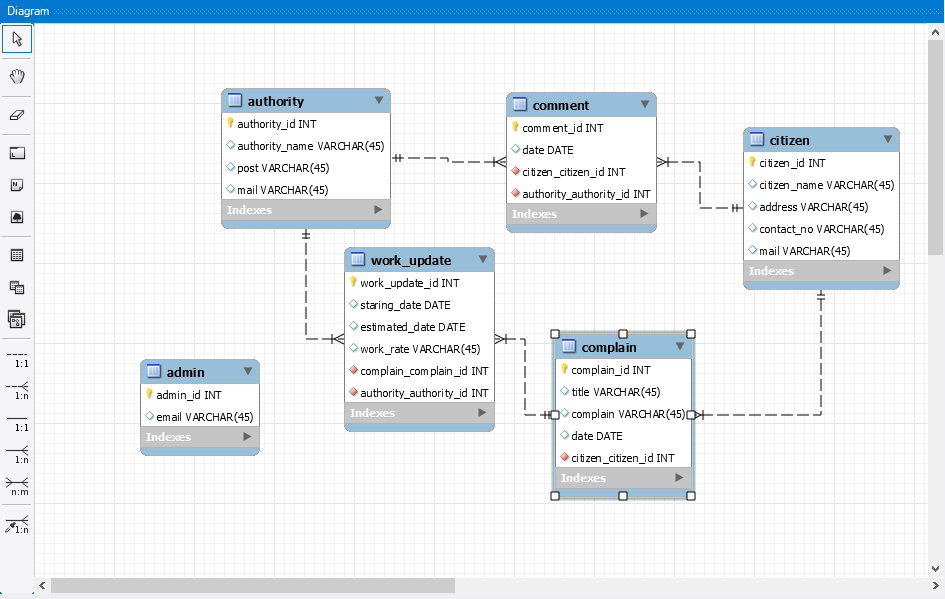 Diagram
authority
authority_id INT
authority_name VARCHAR(45)
post VARCHAR(45)
mail VARCHAR(45)
Indexes
comment
comment_id INT
date DATE
citizen_citizen_id INT
authority_authority_id INT
Indexes
citizen
citizen_id INT
citizen_name VARCHAR(45)
address VARCHAR(45)
contact_no VARCHAR(45)
mail VARCHAR(45)
Indexes
work_update
work_update_id INT
staring_date DATE
estimated_date DATE
work_rate VARCHAR(45)
complain_complain_id INT
authority_authority_id INT
Indexes
complain
complain_id INT
title VARCHAR(45)
complain VARCHAR(45)
date DATE
citizen_citizen_id INT
Indexes
admin
admin_id INT
email VARCHAR(45)
Indexes
1:1
1:n
1:1
1:n
n:m
1:n